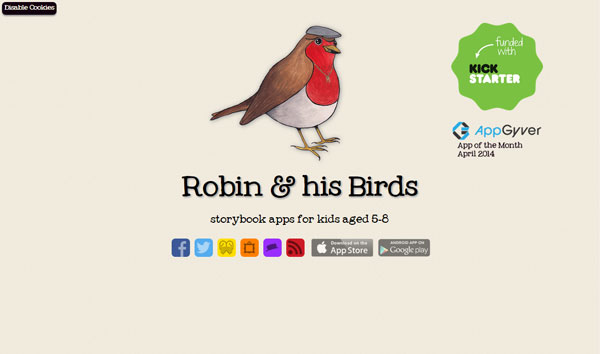 Disable Cookies
funded
with
KICK
STARTER
AppGyver
App of the Month
April 2014
Robin & his Birds
storybook apps for kids aged 5-8
Download on the
App Store
ANDROID APP ON
Google play